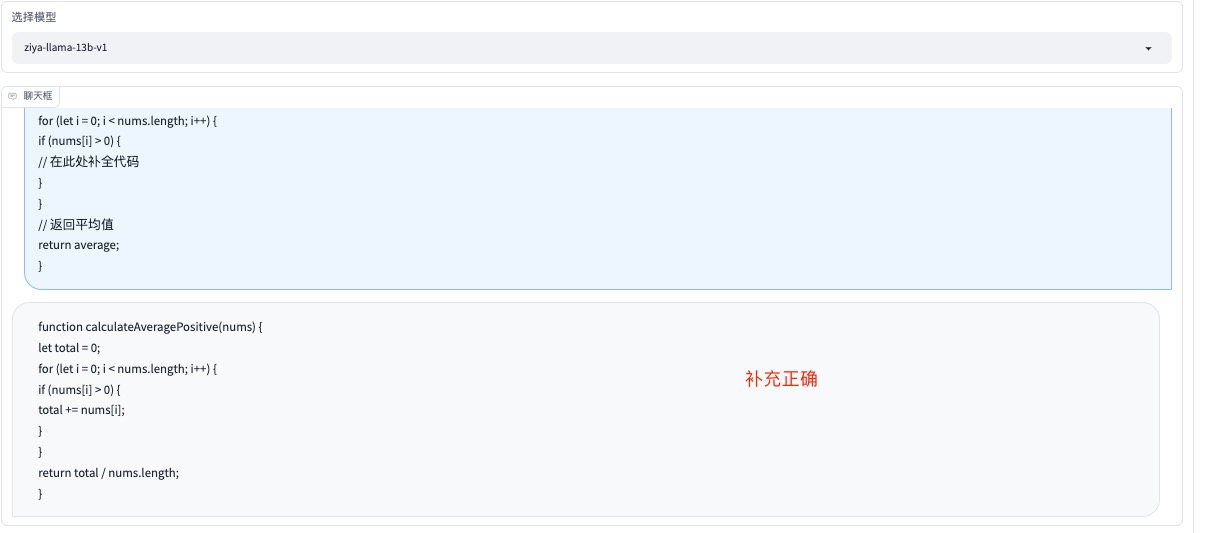 选择模型
ziya-llama-13b-v1
聊天框
for (let i = 0; i < nums.length; i++) {
if (nums[i] > 0) {
// 在此处补全代码
}
}
// 返回平均值
return average;
}
function calculateAveragePositive(nums) {
let total = 0;
for (let i = 0; i < nums.length; i++) {
if (nums[i] > 0) {
补充正确
total += nums[i];
}
}
return total / nums.length;
}